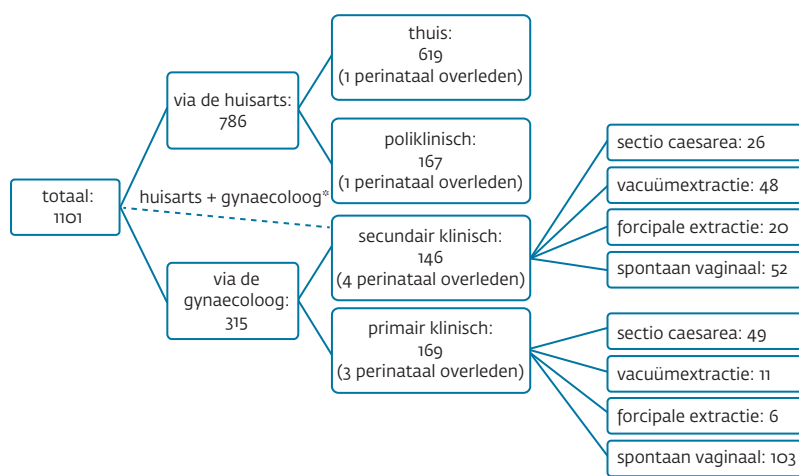 totaal:
1101
via de huisarts:
786
huisarts + gynaecoloog*
via de
gynaecoloog:
315
thuis:
619
(1 perinataal overleden)
poliklinisch:
167
(1 perinataal overleden)
secundair klinisch:
146
(4 perinataal overleden)
primair klinisch:
169
(3 perinataal overleden)
sectio caesarea: 26
vacuümextractie: 48
forcipale extractie: 20
spontaan vaginaal: 52
sectio caesarea: 49
vacuümextractie: 11
forcipale extractie: 6
spontaan vaginaal: 103